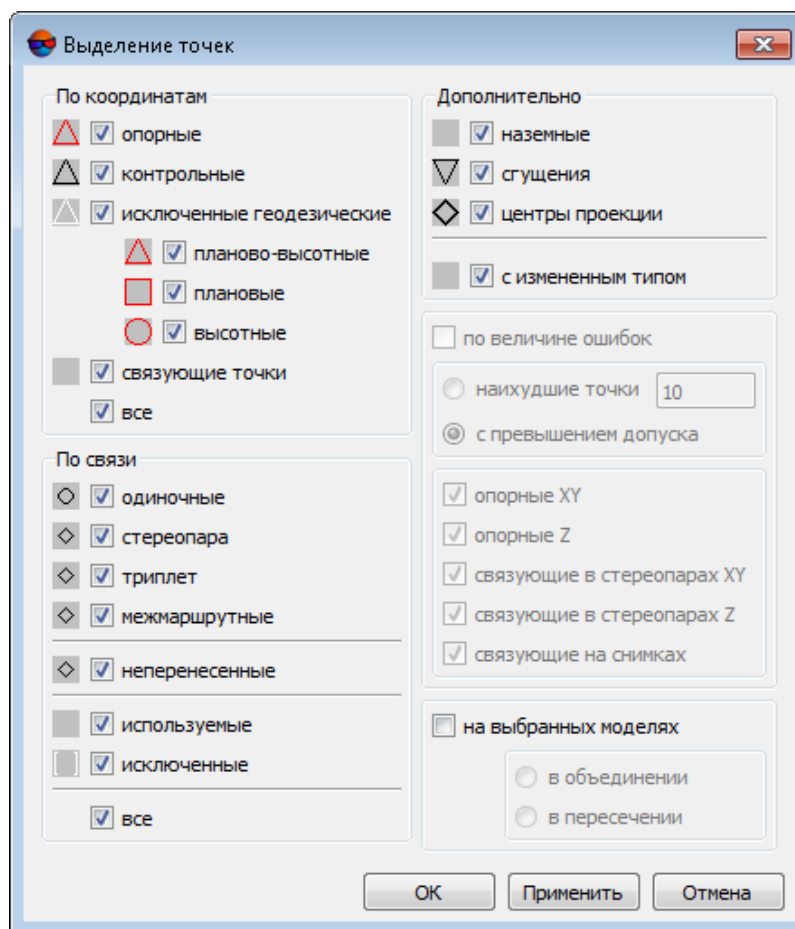 Выделение точек
По координатам
опорные
контрольные
исключенные геодезические
планово-высотные
плановые
высотные
связующие точки
все
По связи
одиночные
стереопара
триплет
межмаршрутные
неперенесенные
используемые
исключенные
все
Дополнительно
наземные
сгущения
центры проекции
с измененным типом
по величине ошибок
наихудшие точки 10
с превышением допуска
опорные XY
опорные Z
связующие в стереопарах XY
связующие в стереопарах Z
связующие на снимках
на выбранных моделях
в объединении
в пересечении
OK Применить Отмена